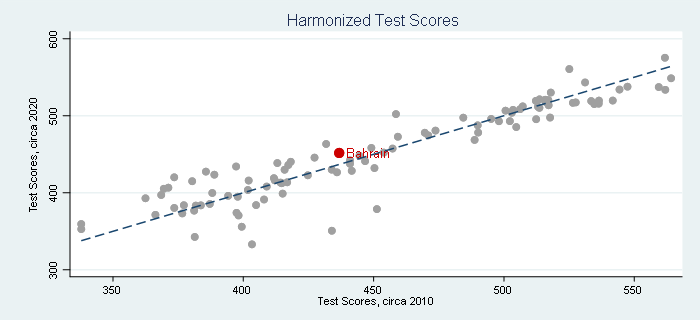 Harmonized Test Scores
600
500
400
300
Test Scores, circa 2020
Bahrain
350
400
450
500
550
Test Scores, circa 2010